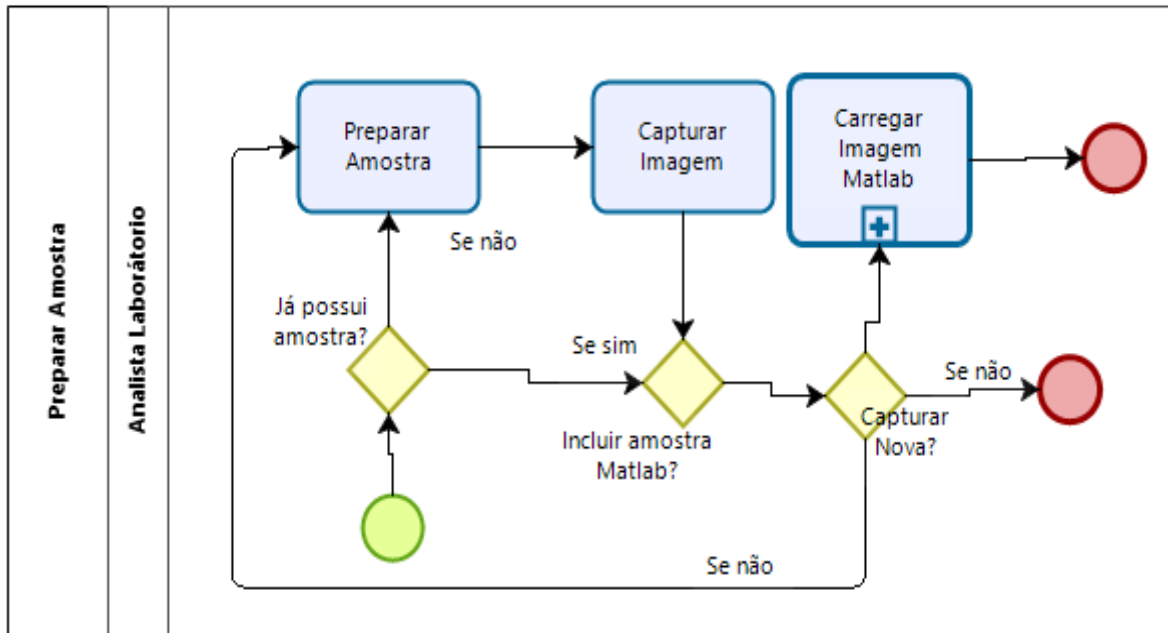 Preparar Amostra
Analista Laborátorio
Preparar
Amostra
Capturar
Imagem
Carregar
Imagem
Matlab
Se não
Já possui
amostra?
Se sim
Incluir amostra
Matlab?
Se não
Capturar
Nova?
Se não